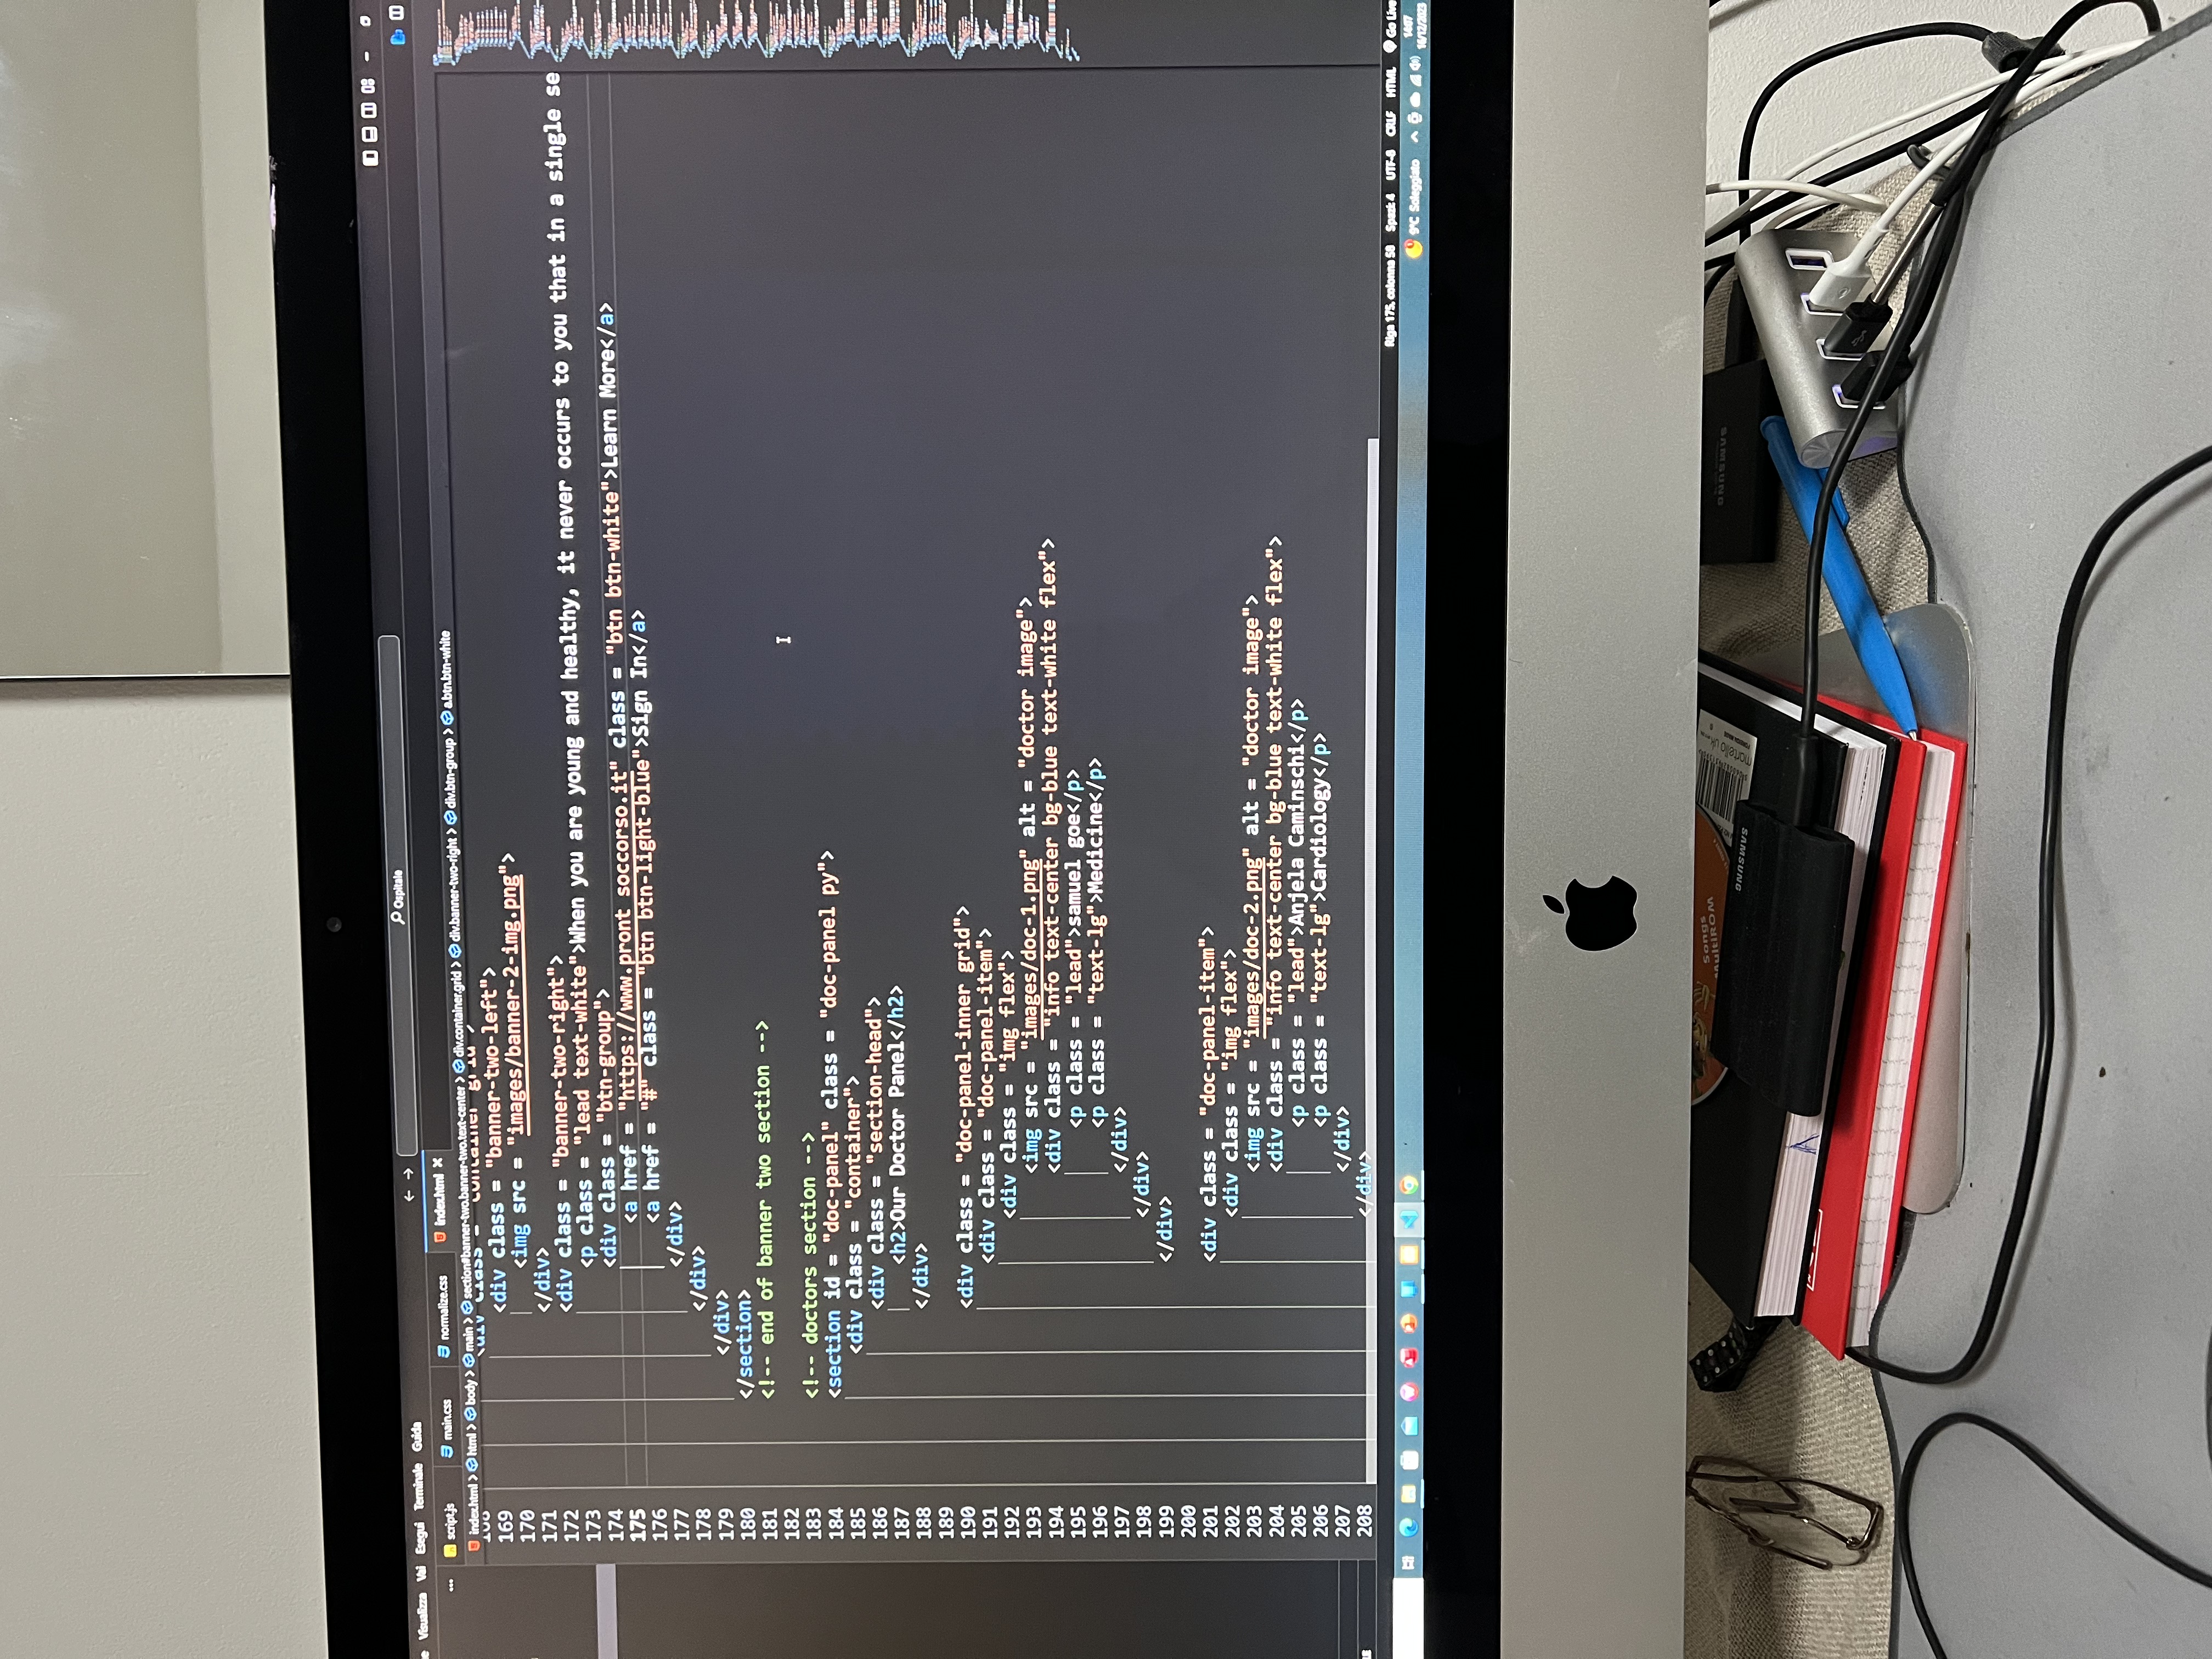 Visualizza Vai Esegui Terminale Guida
Ospitale
script.js main.css normalize.css index.html
index.html > html > body > main > section#banner-two.banner-two.text-center > div.container.grid > div.banner-two-right > div.btn-group > a.btn.btn-white
168 <div class = "container grid">
169 <div class = "banner-two-left">
170 <img src = "images/banner-2-img.png">
171 </div>
172 <div class = "banner-two-right">
173 <p class = "lead text-white">When you are young and healthy, it never occurs to you that in a single se
174 <div class = "btn-group">
175 <a href = "https://www.pront soccorso.it" class = "btn btn-white">Learn More</a>
176 <a href = "#" class = "btn btn-light-blue">Sign In</a>
177 </div>
178 </div>
179 </div>
180 </section>
181 <!-- end of banner two section -->
182
183 <!-- doctors section -->
184 <section id = "doc-panel" class = "doc-panel py">
185 <div class = "container">
186 <div class = "section-head">
187 <h2>Our Doctor Panel</h2>
188 </div>
189
190 <div class = "doc-panel-inner grid">
191 <div class = "doc-panel-item">
192 <div class = "img flex">
193 <img src = "images/doc-1.png" alt = "doctor image">
194 <div class = "info text-center bg-blue text-white flex">
195 <p class = "lead">samuel goe</p>
196 <p class = "text-lg">Medicine</p>
197 </div>
198 </div>
199 </div>
200
201 <div class = "doc-panel-item">
202 <div class = "img flex">
203 <img src = "images/doc-2.png" alt = "doctor image">
204 <div class = "info text-center bg-blue text-white flex">
205 <p class = "lead">Anjela Caminschi</p>
206 <p class = "text-lg">Cardiology</p>
207 </div>
208 </div>
Riga 175, colonna 58 Spazi: 4 UTF-8 CRLF HTML Go Live
9°C Soleggiato 14:07
16/12/2023
Songs
MultiROM
martello uk
SAMSUNG
SAMSUNG